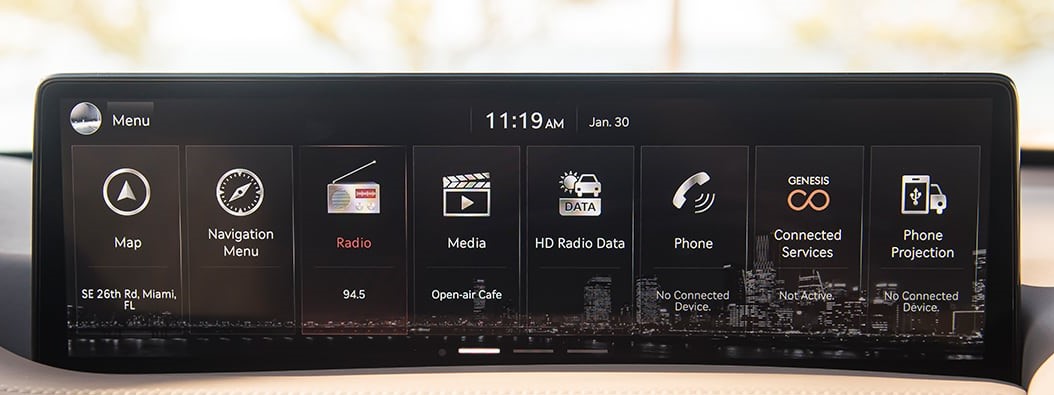 Menu
11:19 AM
Jan. 30
Map
SE 26th Rd, Miami,
FL
Navigation
Menu
Radio
94.5
Media
Open-air Cafe
DATA
HD Radio Data
Phone
No Connected
Device.
GENESIS
Connected
Services
Not Active.
Phone
Projection
No Connected
Device.